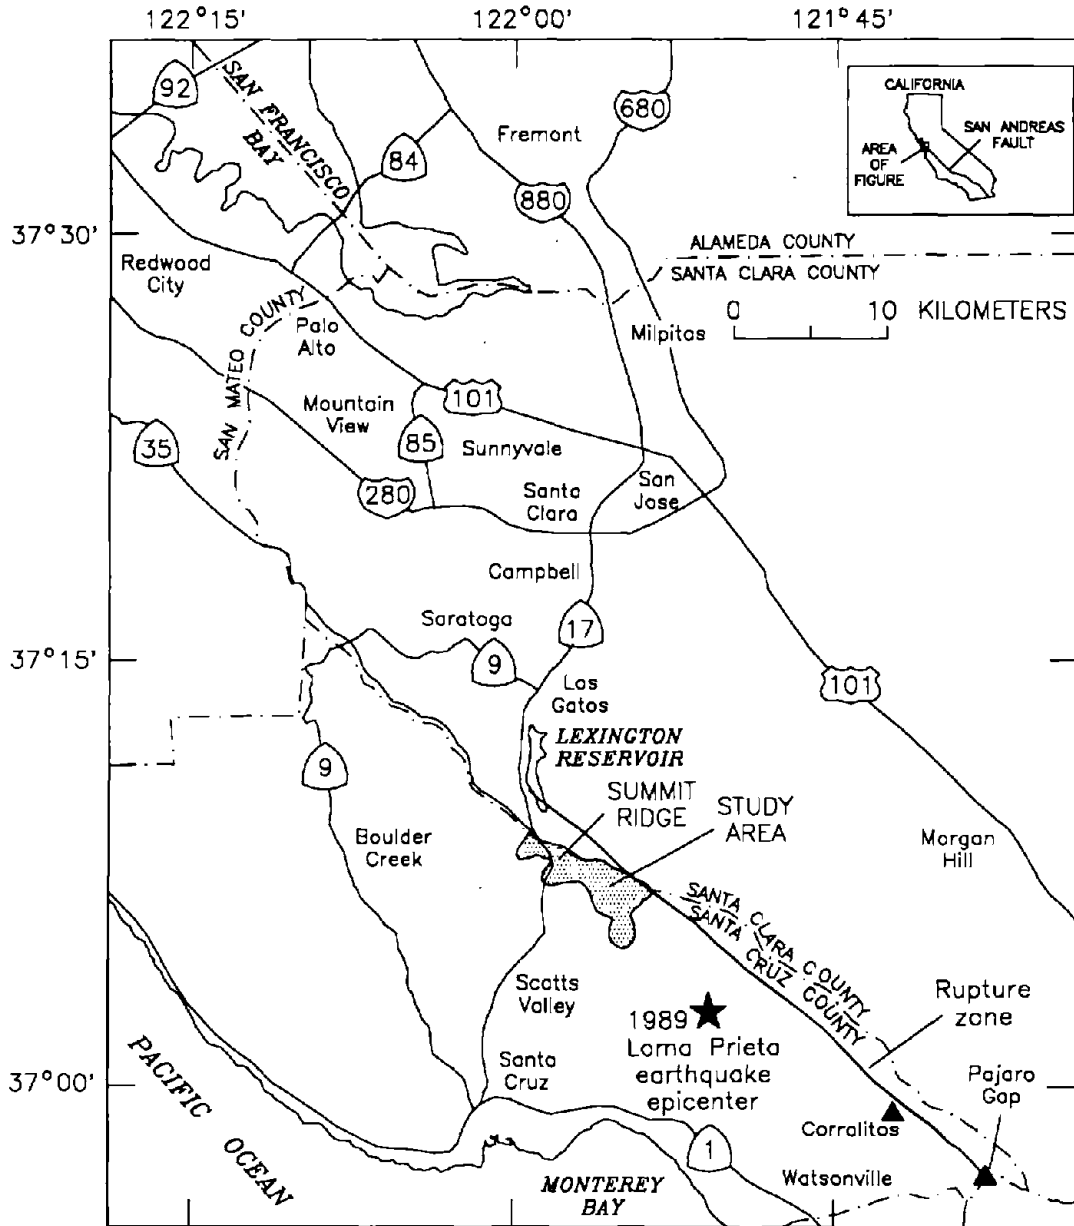 122°15'
122°00'
121°45'
92
SAN FRANCISCO
BAY
84
Fremont
680
880
CALIFORNIA
SAN ANDREAS
FAULT
AREA
OF
FIGURE
37°30'
Redwood
City
ALAMEDA COUNTY
SANTA CLARA COUNTY
0 10 KILOMETERS
SAN MATEO COUNTY
Palo
Alto
Milpitas
101
Mountain
View
35
85
Sunnyvale
280
Santa
Clara
San
Jose
Campbell
Saratoga
17
37°15'
9
Los
Gatos
101
LEXINGTON
RESERVOIR
9
SUMMIT
RIDGE
STUDY
AREA
Boulder
Creek
Morgan
Hill
SANTA CLARA COUNTY
SANTA CRUZ COUNTY
Scotts
Valley
Rupture
zone
1989
Loma Prieta
earthquake
epicenter
Santa
Cruz
37°00'
Pajaro
Gap
PACIFIC OCEAN
Corralitos
1
Watsonville
MONTEREY
BAY